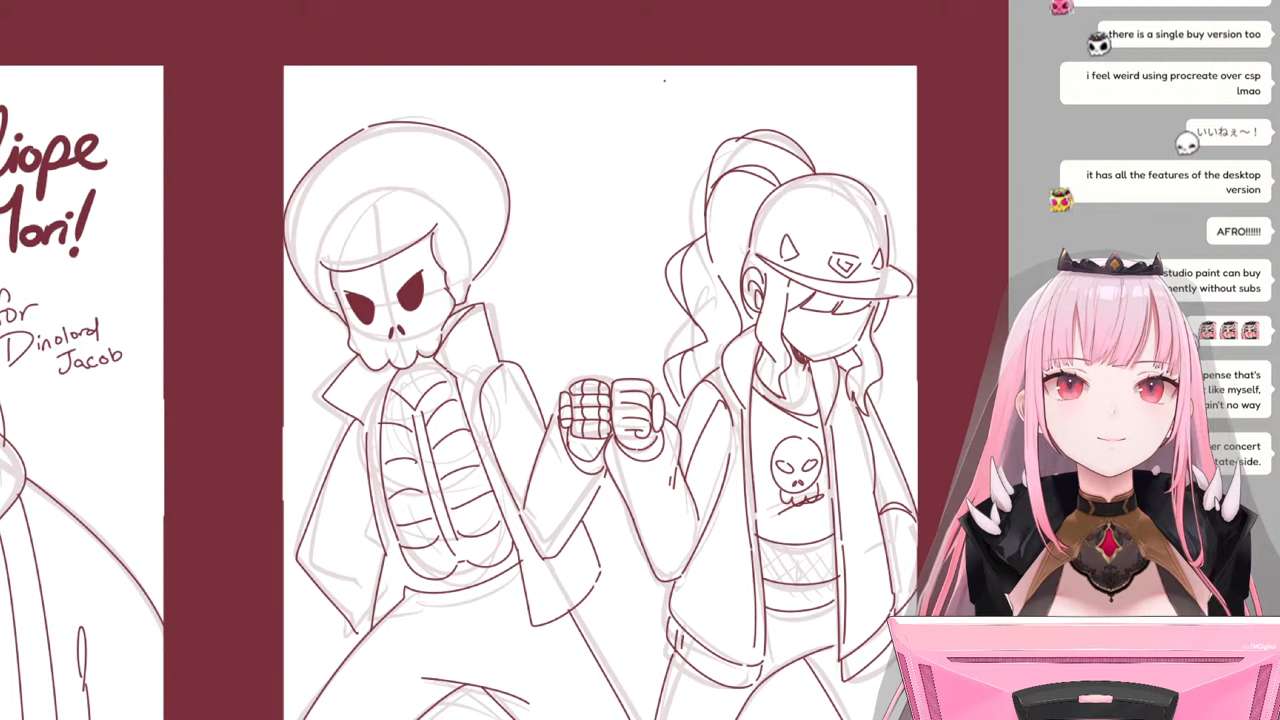 liope
Mori!
for
Dinolord
Jacob
there is a single buy version too
i feel weird using procreate over csp
lmao
いいねぇ～！
it has all the features of the desktop
version
AFRO!!!!!!
studio paint can buy
nently without subs
pense that's
like myself,
ain't no way
er concert
tate-side.